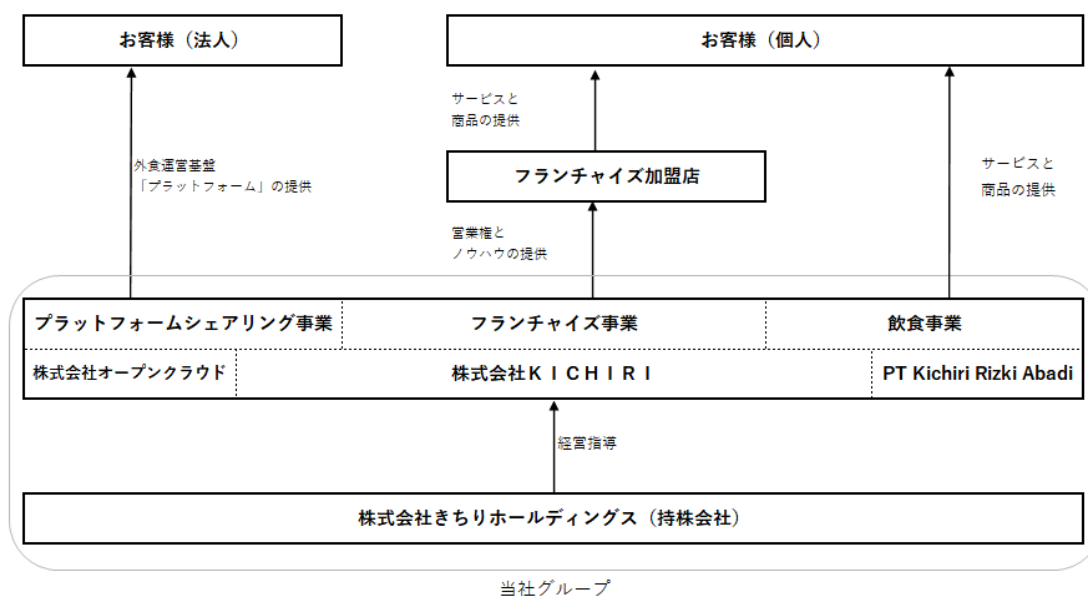 お客様（法人）
お客様（個人）
サービスと
商品の提供
外食運営基盤
「プラットフォーム」の提供
フランチャイズ加盟店
サービスと
商品の提供
営業権と
ノウハウの提供
プラットフォームシェアリング事業
フランチャイズ事業
飲食事業
株式会社オープンクラウド
株式会社ＫＩＣＨＩＲＩ
PT Kichiri Rizki Abadi
経営指導
株式会社きちりホールディングス（持株会社）
当社グループ